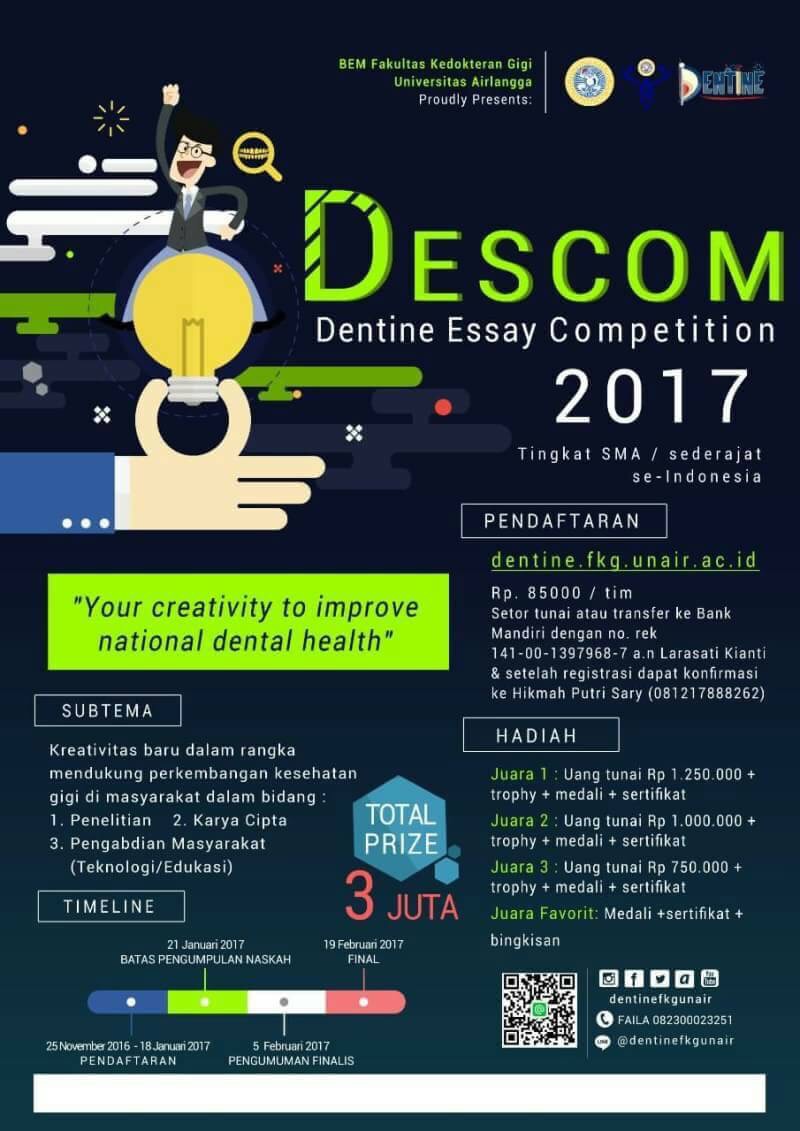 BEM Fakultas Kedokteran Gigi
Universitas Airlangga
Proudly Presents:
DENTINE
DESCOM
Dentine Essay Competition
2017
Tingkat SMA / sederajat
se-Indonesia
PENDAFTARAN
dentine.fkg.unair.ac.id
Rp. 85000 / tim
Setor tunai atau transfer ke Bank
Mandiri dengan no. rek
141-00-1397968-7 a.n Larasati Kianti
& setelah registrasi dapat konfirmasi
ke Hikmah Putri Sary (081217888262)
"Your creativity to improve
national dental health"
SUBTEMA
Kreativitas baru dalam rangka
mendukung perkembangan kesehatan
gigi di masyarakat dalam bidang :
1. Penelitian 2. Karya Cipta
3. Pengabdian Masyarakat
(Teknologi/Edukasi)
TOTAL
PRIZE
3 JUTA
HADIAH
Juara 1 : Uang tunai Rp 1.250.000 +
trophy + medali + sertifikat
Juara 2 : Uang tunai Rp 1.000.000 +
trophy + medali + sertifikat
Juara 3 : Uang tunai Rp 750.000 +
trophy + medali + sertifikat
Juara Favorit: Medali +sertifikat +
bingkisan
TIMELINE
21 Januari 2017
BATAS PENGUMPULAN NASKAH
19 Februari 2017
FINAL
25 November 2016 - 18 Januari 2017
PENDAFTARAN
5 Februari 2017
PENGUMUMAN FINALIS
dentinefkgunair
FAILA 082300023251
@dentinefkgunair